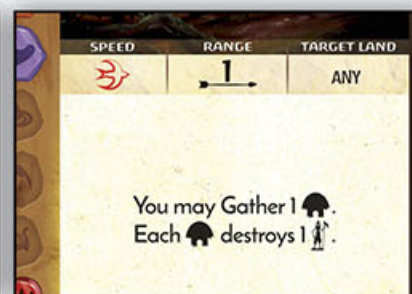 SPEED RANGE TARGET LAND
1 ANY
You may Gather 1 .
Each destroys 1 .